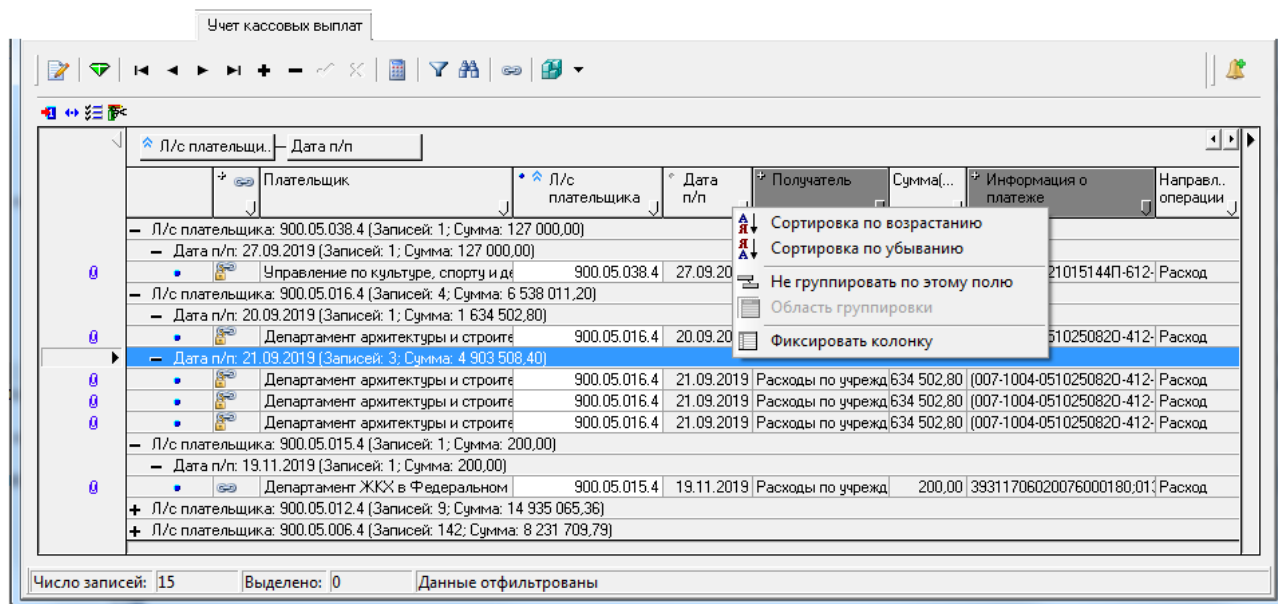 Учет кассовых выплат
Л/с плательщи.. Дата п/п
Плательщик Л/с плательщика Дата п/п Получатель Сумма(... Информация о платеже Направл.. операции
Л/с плательщика: 900.05.038.4 (Записей: 1; Сумма: 127 000,00)
Дата п/п: 27.09.2019 (Записей: 1; Сумма: 127 000,00)
Управление по культуре, спорту и де 900.05.038.4 27.09.20 21015144П-612- Расход
Л/с плательщика: 900.05.016.4 (Записей: 4; Сумма: 6 538 011,20)
Дата п/п: 20.09.2019 (Записей: 1; Сумма: 1 634 502,80)
Департамент архитектуры и строите 900.05.016.4 20.09.20 510250820-412- Расход
Дата п/п: 21.09.2019 (Записей: 3; Сумма: 4 903 508,40)
Департамент архитектуры и строите 900.05.016.4 21.09.2019 Расходы по учрежд 634 502,80 (007-1004-0510250820-412- Расход
Департамент архитектуры и строите 900.05.016.4 21.09.2019 Расходы по учрежд 634 502,80 (007-1004-0510250820-412- Расход
Департамент архитектуры и строите 900.05.016.4 21.09.2019 Расходы по учрежд 634 502,80 (007-1004-0510250820-412- Расход
Л/с плательщика: 900.05.015.4 (Записей: 1; Сумма: 200,00)
Дата п/п: 19.11.2019 (Записей: 1; Сумма: 200,00)
Департамент ЖКХ в Федеральном 900.05.015.4 19.11.2019 Расходы по учрежд 200,00 39311706020076000180;013 Расход
Л/с плательщика: 900.05.012.4 (Записей: 9; Сумма: 14 935 065,36)
Л/с плательщика: 900.05.006.4 (Записей: 142; Сумма: 8 231 709,79)
Сортировка по возрастанию
Сортировка по убыванию
Не группировать по этому полю
Область группировки
Фиксировать колонку
Число записей: 15 Выделено: 0 Данные отфильтрованы